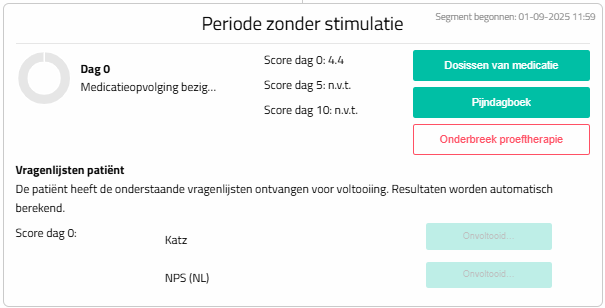 Periode zonder stimulatie
Segment begonnen: 01-09-2025 11:59
Dag 0
Medicatieopvolging bezig...
Score dag 0: 4.4
Score dag 5: n.v.t.
Score dag 10: n.v.t.
Dosissen van medicatie
Pijndagboek
Onderbreek proeftherapie
Vragenlijsten patiënt
De patiënt heeft de onderstaande vragenlijsten ontvangen voor voltooiing. Resultaten worden automatisch
berekend.
Score dag 0:
Katz
Onvoltooid...
NPS (NL)
Onvoltooid...